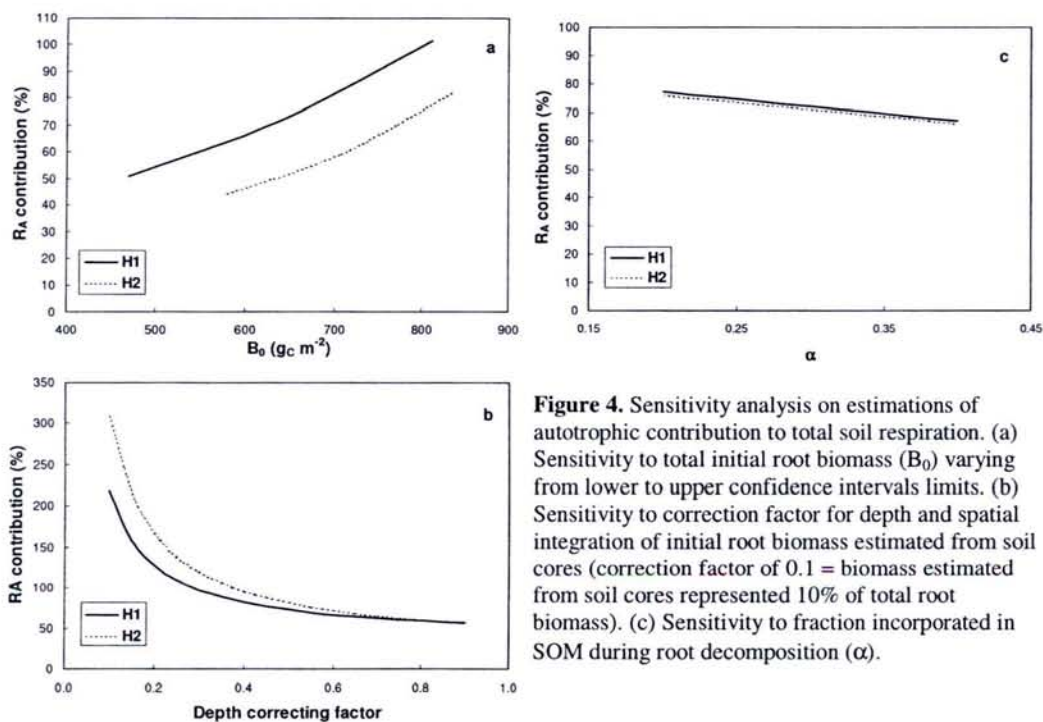 a
110
100
90
80
70
60
50
40
30
20
10
0
RA contribution (%)
H1
H2
400
500
600
700
800
900
B₀ (g_C m⁻²)
c
100
90
80
70
60
50
40
30
20
10
0
RA contribution (%)
H1
H2
0.15
0.25
0.35
0.45
α
b
350
300
250
200
150
100
50
0
RA contribution (%)
H1
H2
0.0
0.2
0.4
0.6
0.8
1.0
Depth correcting factor
Figure 4. Sensitivity analysis on estimations of
autotrophic contribution to total soil respiration. (a)
Sensitivity to total initial root biomass (B₀) varying
from lower to upper confidence intervals limits. (b)
Sensitivity to correction factor for depth and spatial
integration of initial root biomass estimated from soil
cores (correction factor of 0.1 = biomass estimated
from soil cores represented 10% of total root
biomass). (c) Sensitivity to fraction incorporated in
SOM during root decomposition (α).